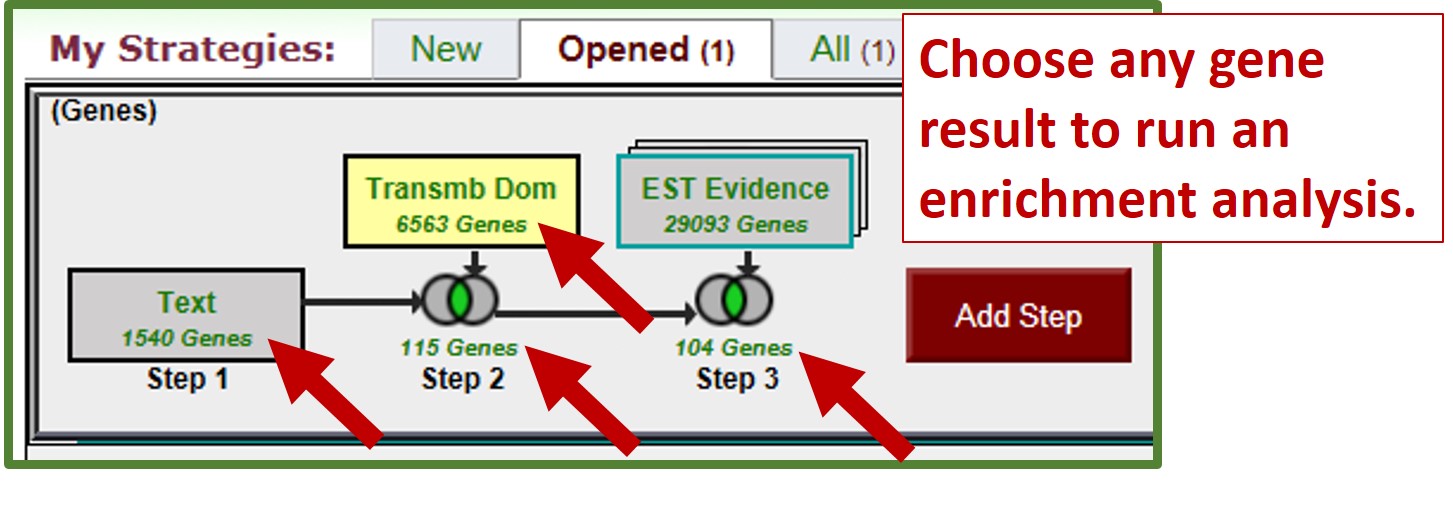 My Strategies: New Opened (1) All (1)
Choose any gene
result to run an
enrichment analysis.
(Genes)
Transmb Dom
6563 Genes
EST Evidence
29093 Genes
Text
1540 Genes
Step 1
115 Genes
Step 2
104 Genes
Step 3
Add Step